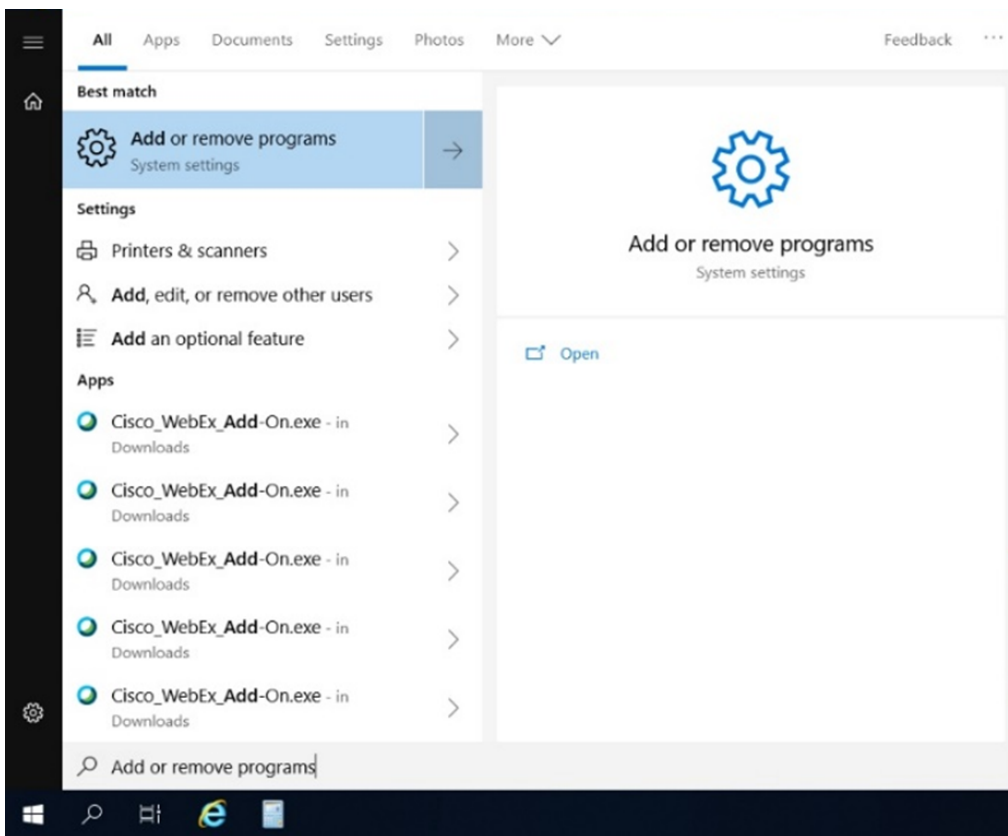 All Apps Documents Settings Photos More Feedback ...
Best match
Add or remove programs
System settings
Settings
Printers & scanners
Add, edit, or remove other users
Add an optional feature
Apps
Cisco_WebEx_Add-On.exe - in
Downloads
Cisco_WebEx_Add-On.exe - in
Downloads
Cisco_WebEx_Add-On.exe - in
Downloads
Cisco_WebEx_Add-On.exe - in
Downloads
Cisco_WebEx_Add-On.exe - in
Downloads
Add or remove programs
System settings
Open
Add or remove programs